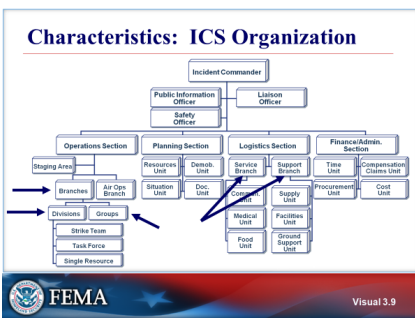 Characteristics: ICS Organization
Incident Commander
Public Information
Officer
Liaison
Officer
Safety
Officer
Operations Section
Planning Section
Logistics Section
Finance/Admin.
Section
Staging Area
Resources
Unit
Demob.
Unit
Service
Branch
Support
Branch
Time
Unit
Compensation
Claims Unit
Branches
Air Ops
Branch
Situation
Unit
Doc.
Unit
Commun.
Unit
Supply
Unit
Procurement
Unit
Cost
Unit
Divisions
Groups
Medical
Unit
Facilities
Unit
Strike Team
Task Force
Single Resource
Food
Unit
Ground
Support
Unit
FEMA
Visual 3.9